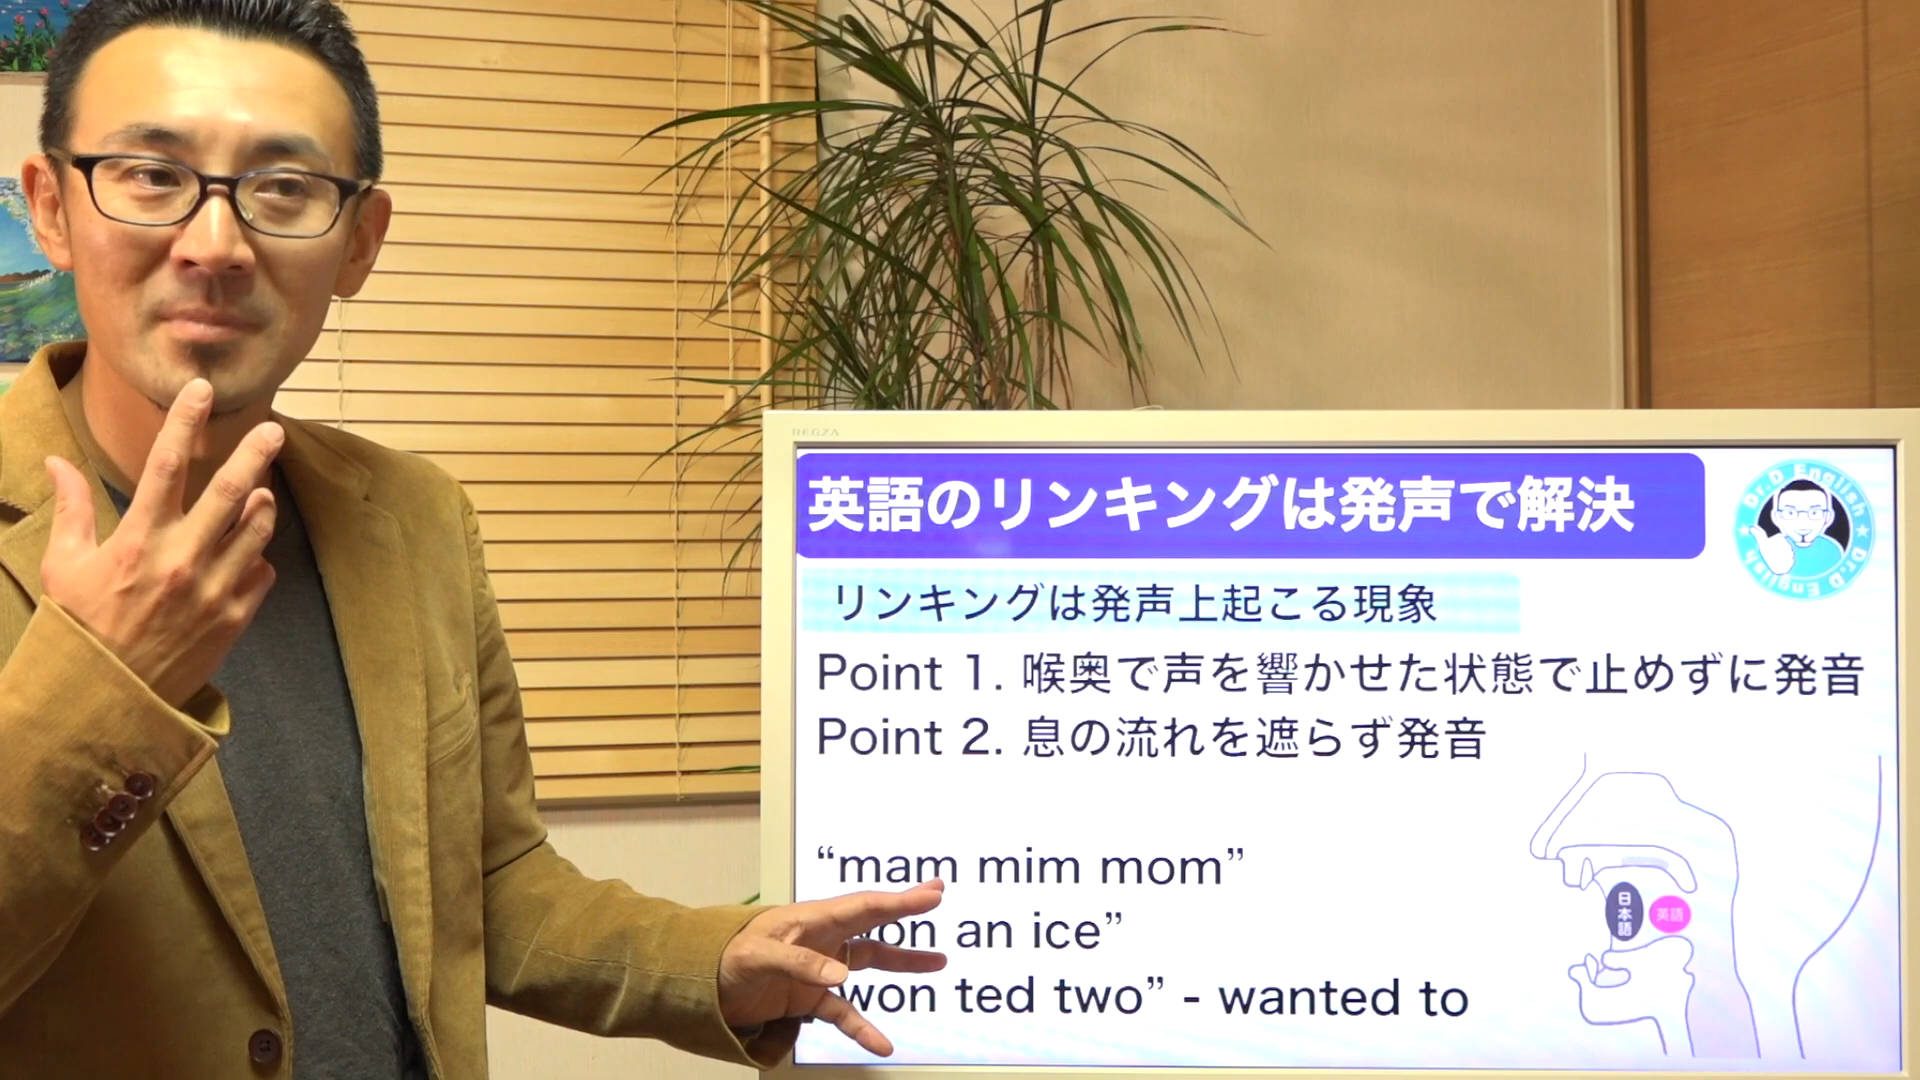 REGZA
英語のリンキングは発声で解決
Dr.D English ★ Dr.D English ★
リンキングは発声上起こる現象
Point 1. 喉奥で声を響かせた状態で止めずに発音
Point 2. 息の流れを遮らず発音
“mam mim mom”
an ice”
日本語
英語
won ted two” - wanted to